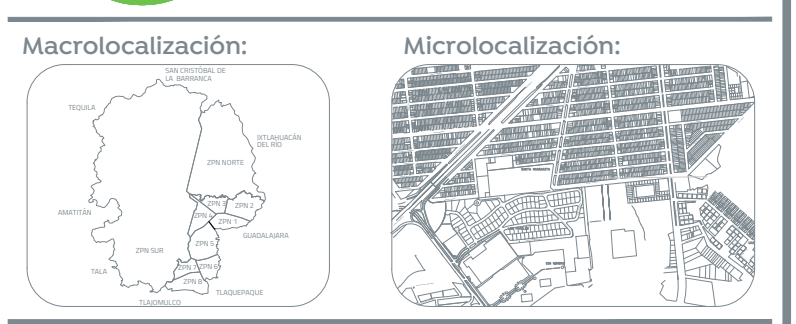 Macrolocalización:
Microlocalización:
SAN CRISTÓBAL DE
LA BARRANCA
TEQUILA
IXTLAHUACÁN
DEL RÍO
ZPN NORTE
ZPN 3
ZPN 2
AMATITÁN
ZPN 4
ZPN 1
GUADALAJARA
ZPN SUR
ZPN 5
TALA
ZPN 7
ZPN 6
ZPN 8
TLAQUEPAQUE
TLAJOMULCO